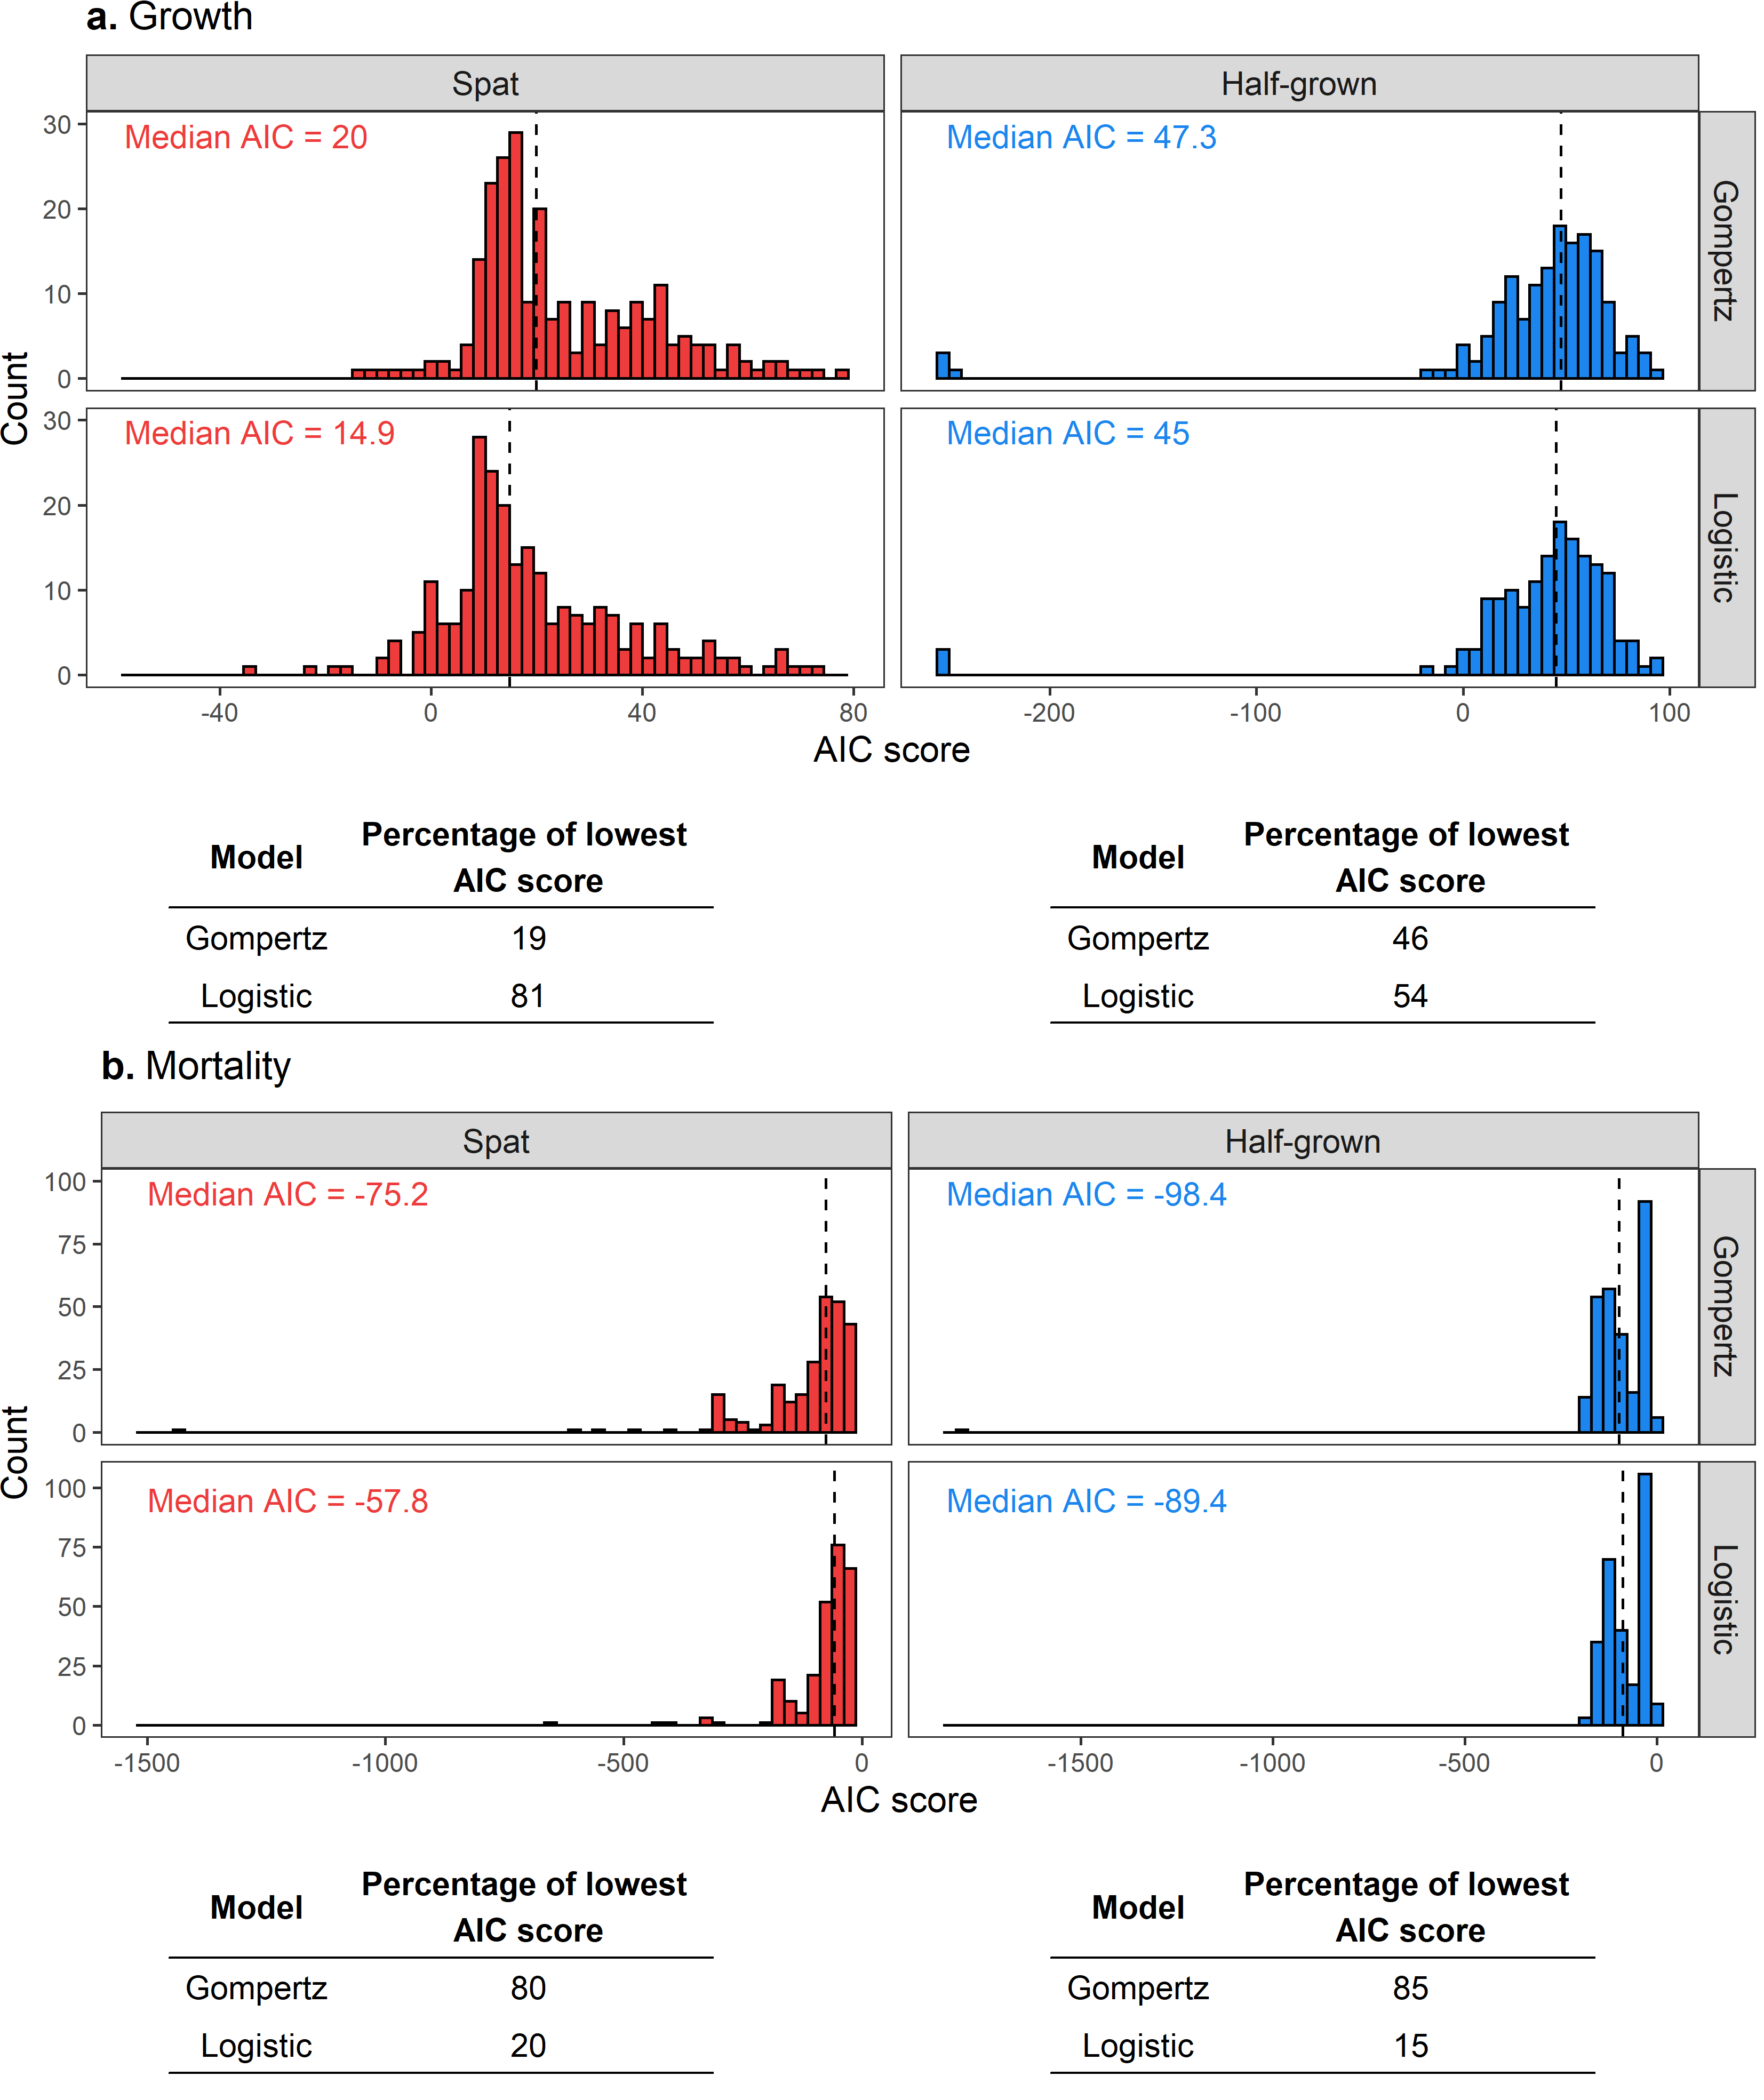 a. Growth
Spat
Half-grown
Median AIC = 20
Median AIC = 47.3
Gompertz
30
20
10
0
Median AIC = 14.9
Median AIC = 45
Logistic
30
20
10
0
Count
-40
0
40
80
-200
-100
0
100
AIC score
Model
Percentage of lowest
AIC score
Gompertz 19
Logistic 81
Model
Percentage of lowest
AIC score
Gompertz 46
Logistic 54
b. Mortality
Spat
Half-grown
Median AIC = -75.2
Median AIC = -98.4
Gompertz
100
75
50
25
0
Median AIC = -57.8
Median AIC = -89.4
Logistic
100
75
50
25
0
Count
-1500
-1000
-500
0
-1500
-1000
-500
0
AIC score
Model
Percentage of lowest
AIC score
Gompertz 80
Logistic 20
Model
Percentage of lowest
AIC score
Gompertz 85
Logistic 15